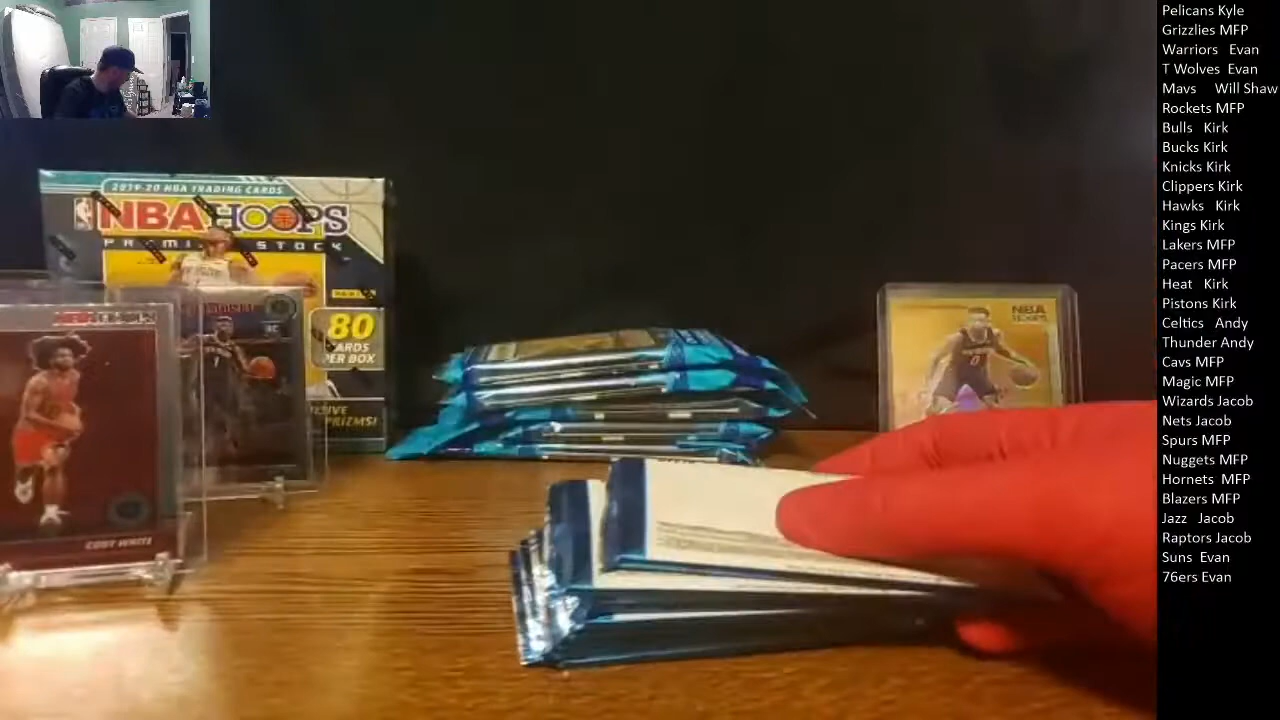 2019-20 NBA TRADING CARDS
NBA HOOPS
PREMIUM STOCK
PANINI
80
CARDS
PER BOX
PRIZMS!
NBA HOOPS
COBY WHITE
NBA
HOOPS
0
1
Pelicans Kyle
Grizzlies MFP
Warriors Evan
T Wolves Evan
Mavs Will Shaw
Rockets MFP
Bulls Kirk
Bucks Kirk
Knicks Kirk
Clippers Kirk
Hawks Kirk
Kings Kirk
Lakers MFP
Pacers MFP
Heat Kirk
Pistons Kirk
Celtics Andy
Thunder Andy
Cavs MFP
Magic MFP
Wizards Jacob
Nets Jacob
Spurs MFP
Nuggets MFP
Hornets MFP
Blazers MFP
Jazz Jacob
Raptors Jacob
Suns Evan
76ers Evan